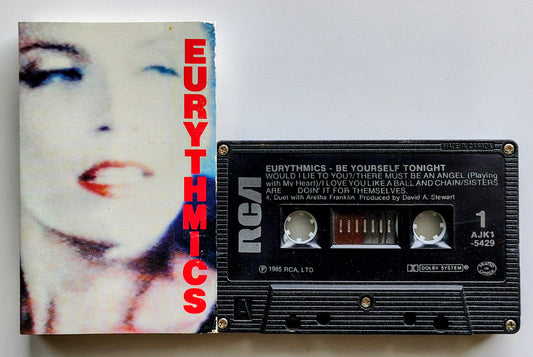 EURYTHMICS
MADE IN CANADA
EURYTHMICS - BE YOURSELF TONIGHT
WOULD I LIE TO YOU?/THERE MUST BE AN ANGEL (Playing
with My Heart)/I LOVE YOU LIKE A BALL AND CHAIN/SISTERS
ARE DOIN' IT FOR THEMSELVES.
4, Duet with Aretha Franklin Produced by David A. Stewart
RCA
1
AJK1
-5429
Ⓟ 1985 RCA, LTD.
DOLBY SYSTEM®
A